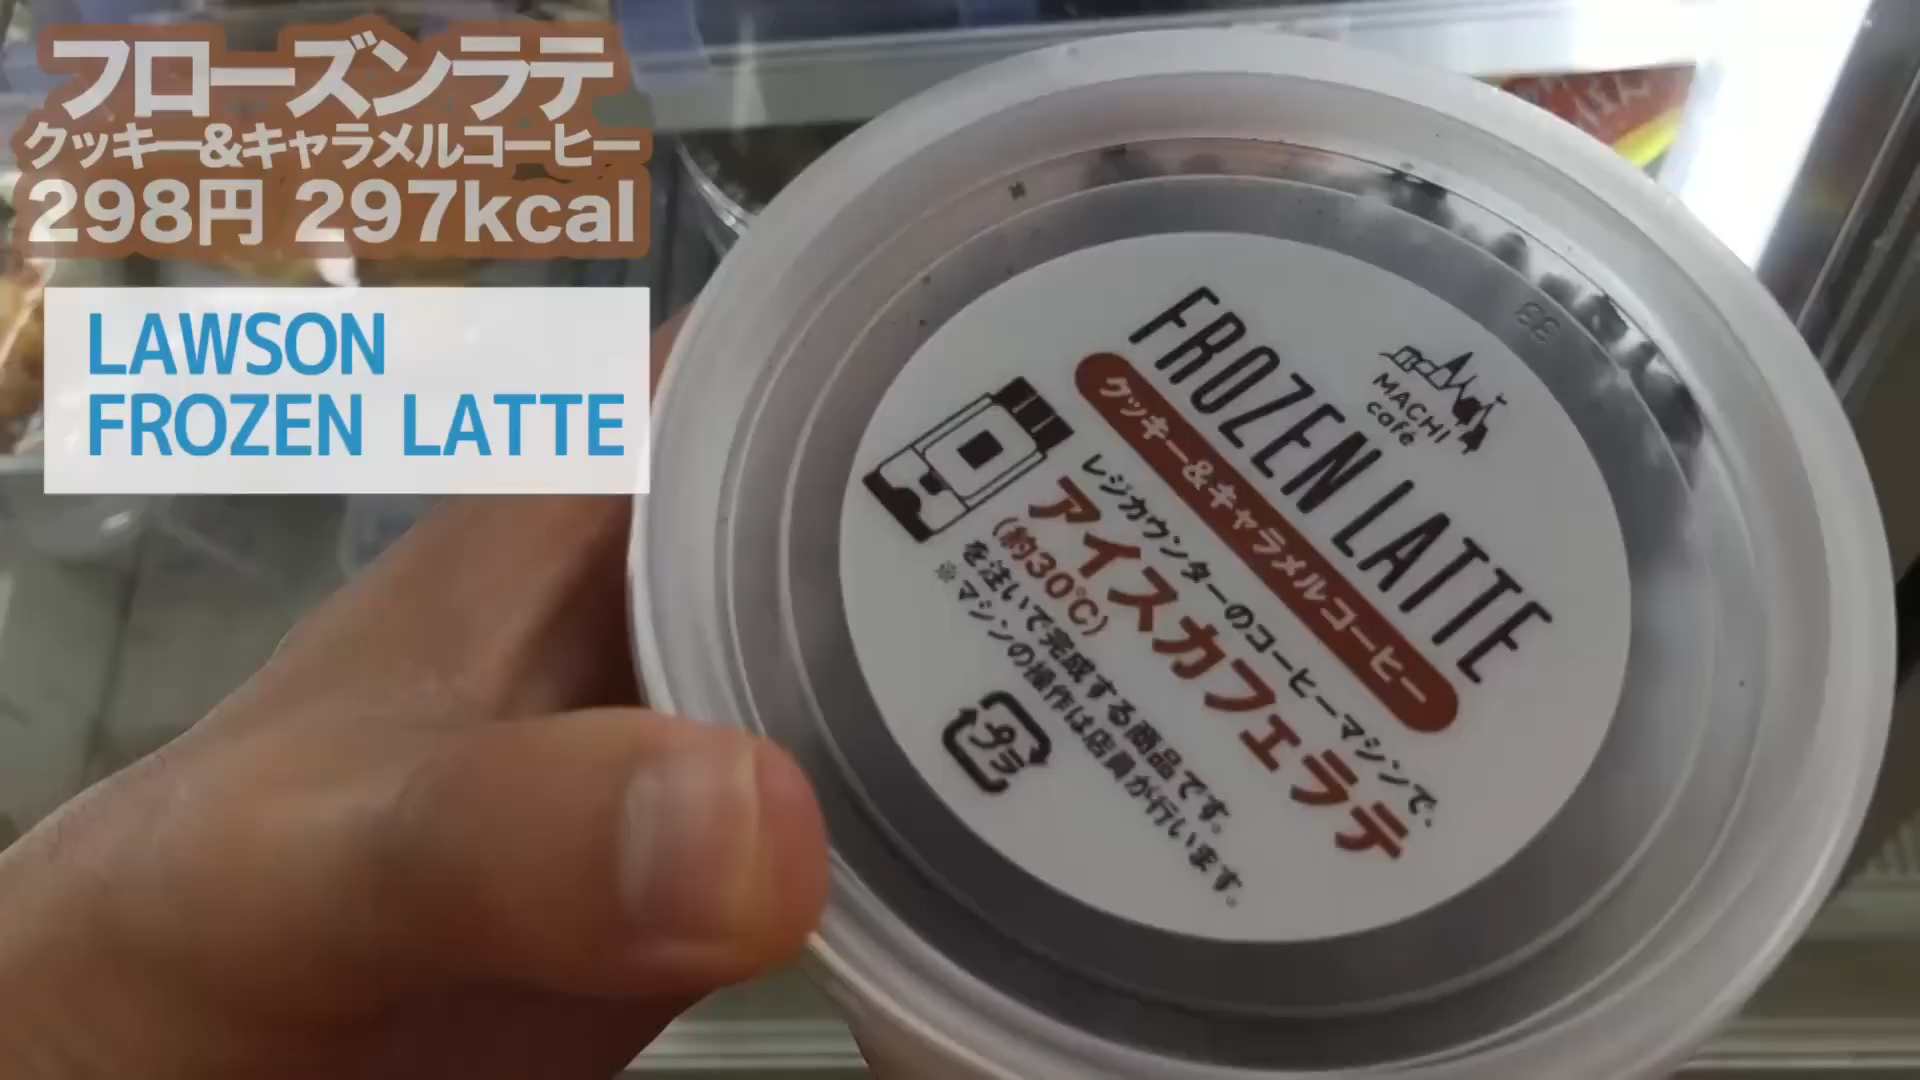 フローズンラテ
クッキー&キャラメルコーヒー
298円 297kcal
LAWSON
FROZEN LATTE
MACHI
café
FROZEN LATTE
クッキー&キャラメルコーヒー
レジカウンターのコーヒーマシンで、
アイスカフェラテ
(約30℃)
を注いで完成する商品です。
※マシンの操作は店員が行います。
プラ
33